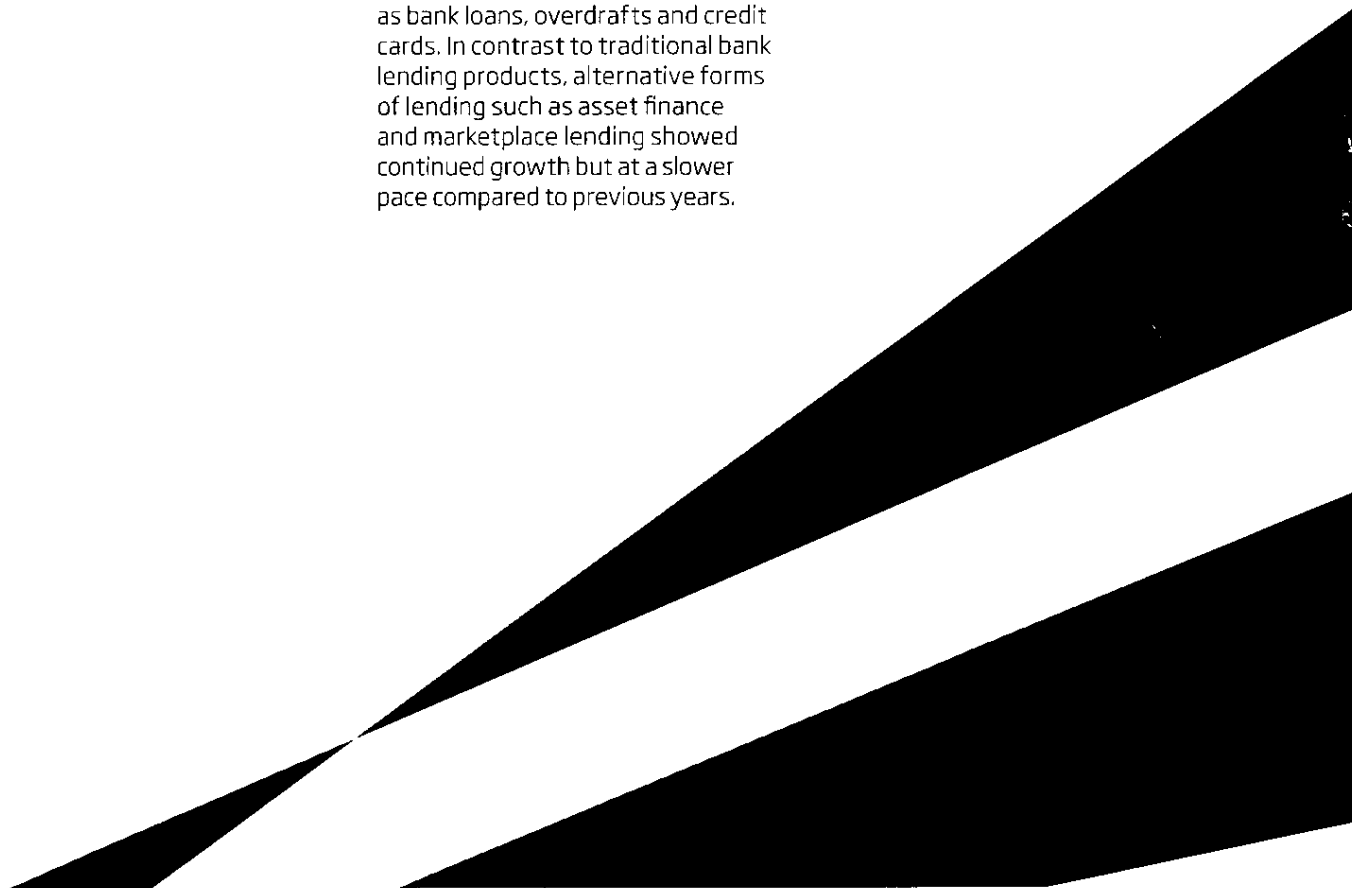 as bank loans, overdrafts and credit
cards. In contrast to traditional bank
lending products, alternative forms
of lending such as asset finance
and marketplace lending showed
continued growth but at a slower
pace compared to previous years.